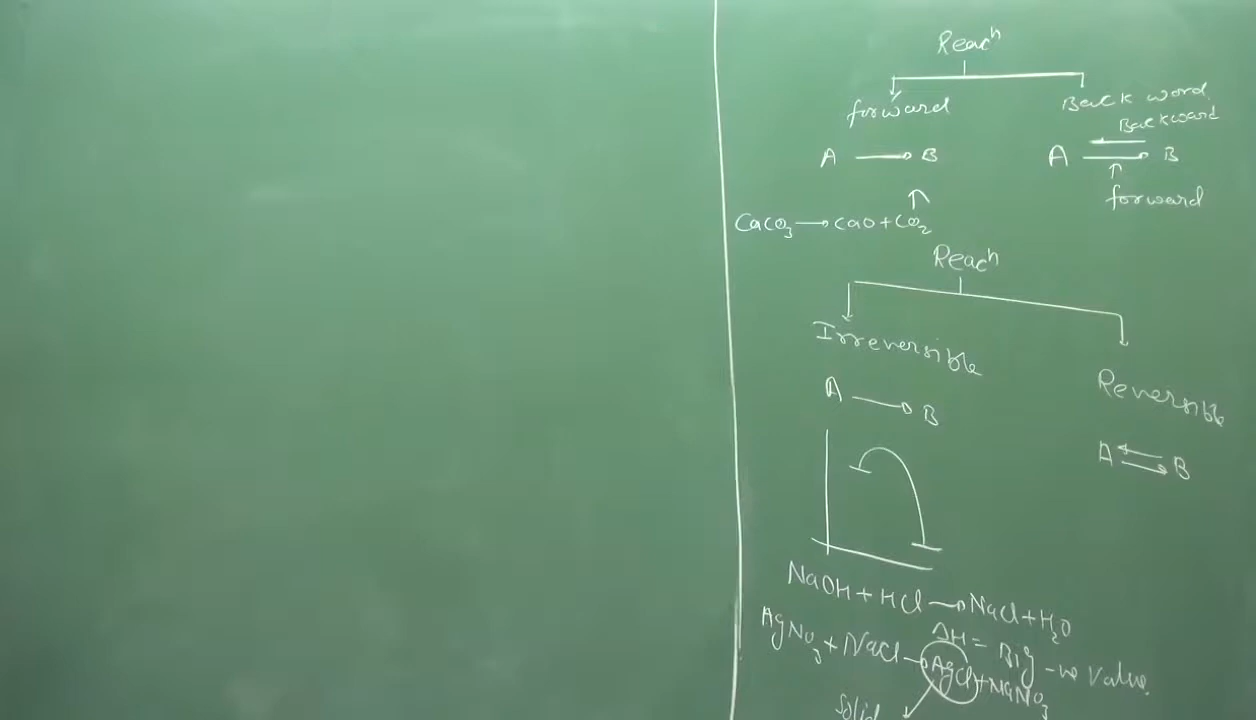 Reacⁿ
forward Back word
Backward
A → B A ⇌ B
↑
forward
CaCO₃ → CaO + CO₂ ↑
Reacⁿ
Irreversible Reversible
A → B
A ⇌ B
NaOH + HCl → NaCl + H₂O
ΔH = Big -ve Value.
AgNO₃ + NaCl → AgCl + NaNO₃
Solid